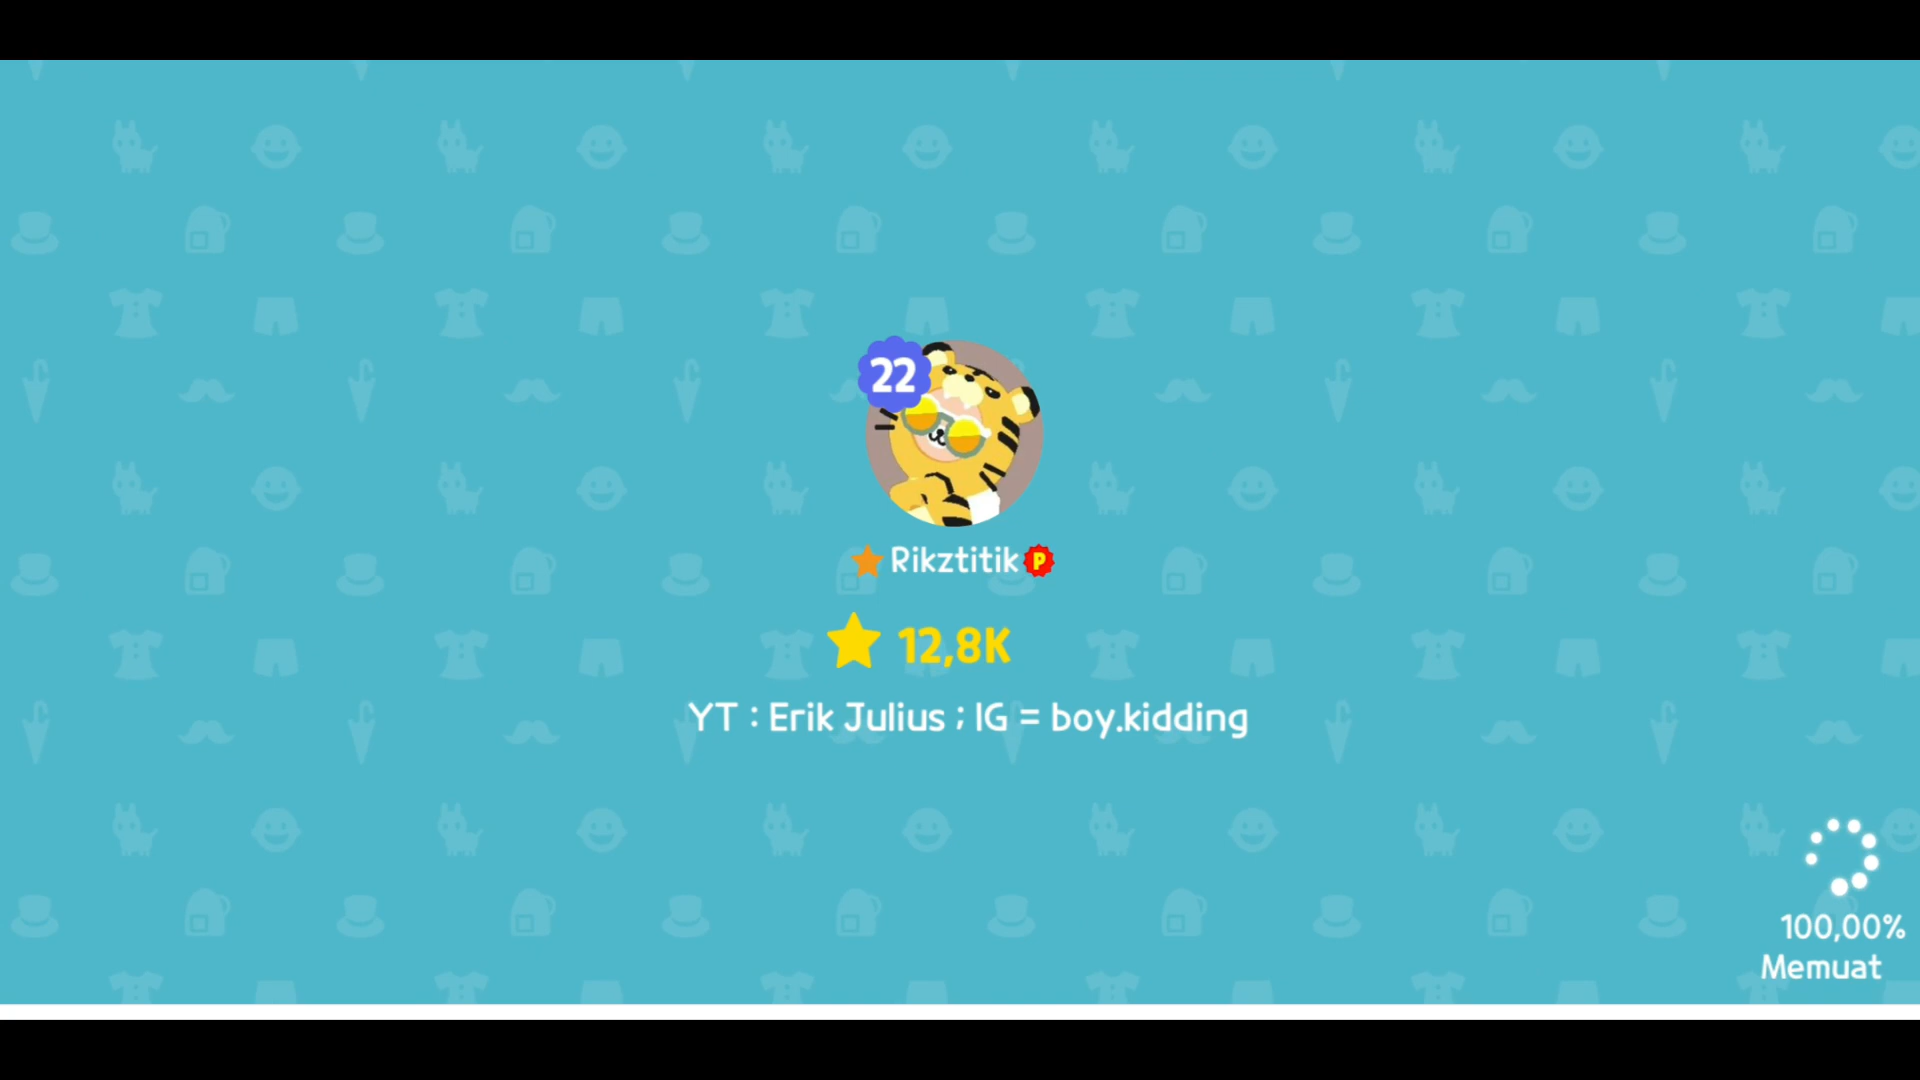 22
Rikztitik P
12,8K
YT : Erik Julius ; IG = boy.kidding
100,00%
Memuat